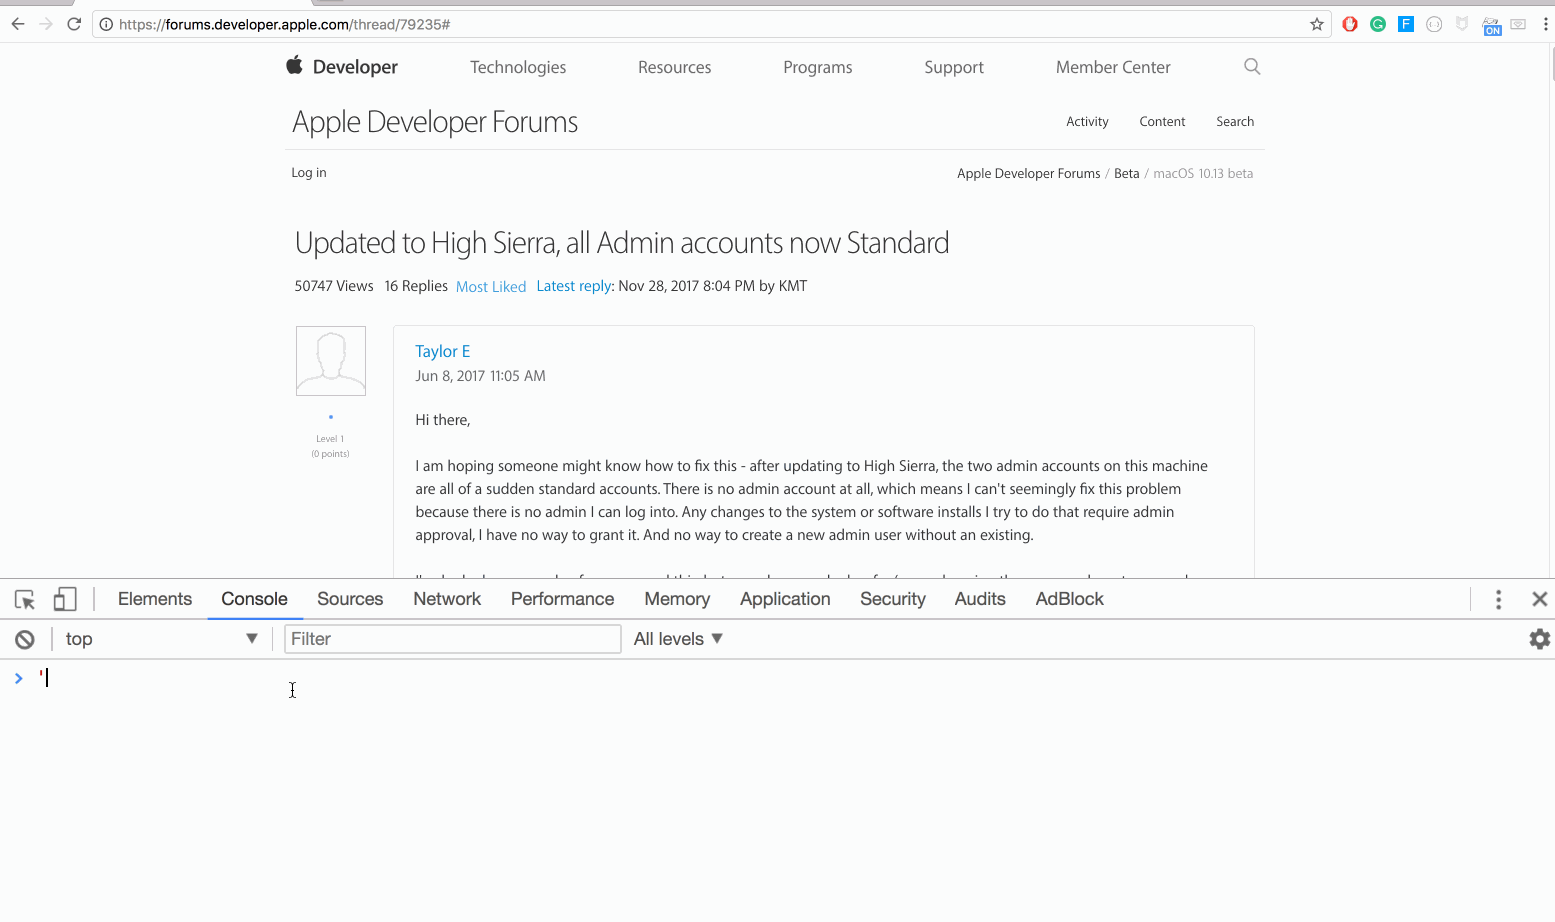 https://forums.developer.apple.com/thread/79235#
F
ON
Developer Technologies Resources Programs Support Member Center
Apple Developer Forums
Activity Content Search
Log in
Apple Developer Forums / Beta / macOS 10.13 beta
Updated to High Sierra, all Admin accounts now Standard
50747 Views 16 Replies Most Liked Latest reply: Nov 28, 2017 8:04 PM by KMT
Taylor E
Jun 8, 2017 11:05 AM
Level 1
(0 points)
Hi there,
I am hoping someone might know how to fix this - after updating to High Sierra, the two admin accounts on this machine
are all of a sudden standard accounts. There is no admin account at all, which means I can't seemingly fix this problem
because there is no admin I can log into. Any changes to the system or software installs I try to do that require admin
approval, I have no way to grant it. And no way to create a new admin user without an existing.
Elements Console Sources Network Performance Memory Application Security Audits AdBlock
top Filter All levels
> '